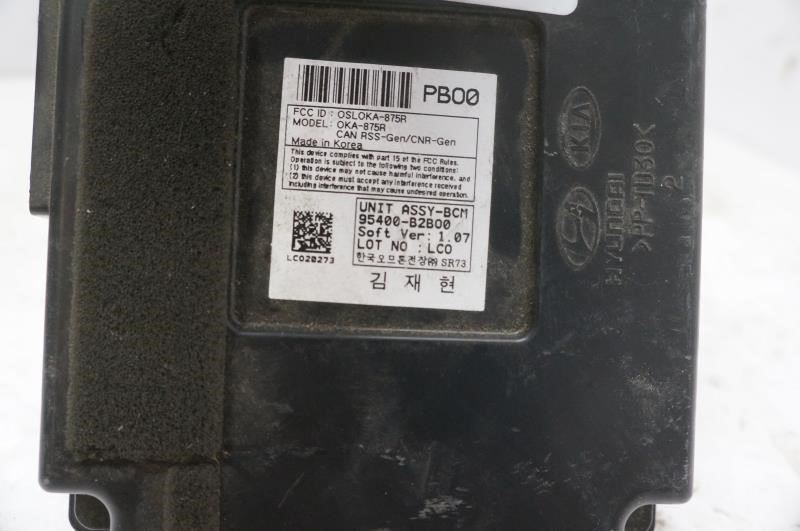 PB00
FCC ID : OSLOKA-875R
MODEL: OKA-875R
CAN RSS-Gen/CNR-Gen
Made in Korea
This device complies with part 15 of the FCC Rules.
Operation is subject to the following two conditions:
(1) this device may not cause harmful interference, and
(2) this device must accept any interference received
including interference that may cause undesired operation.
UNIT ASSY-BCM
95400-B2B00
Soft Ver: 1.07
LOT NO : LC0
한국오므론전장㈜ SR73
LC020273
김재현
KIA
HYUNDAI
>PP-TD30<
2